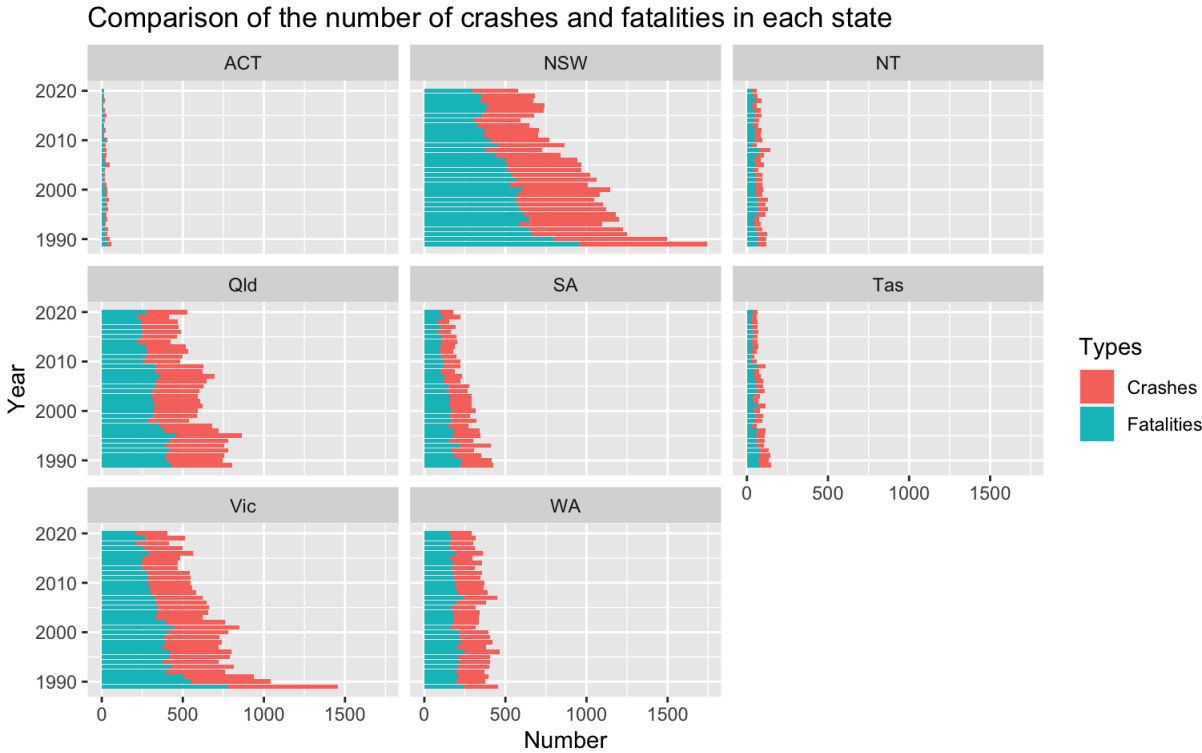 Comparison of the number of crashes and fatalities in each state
ACT
NSW
NT
2020
2010
2000
1990
Qld
SA
Tas
2020
2010
2000
1990
0 500 1000 1500
Vic
WA
2020
2010
2000
1990
0 500 1000 1500
0 500 1000 1500
Number
Year
Types
Crashes
Fatalities